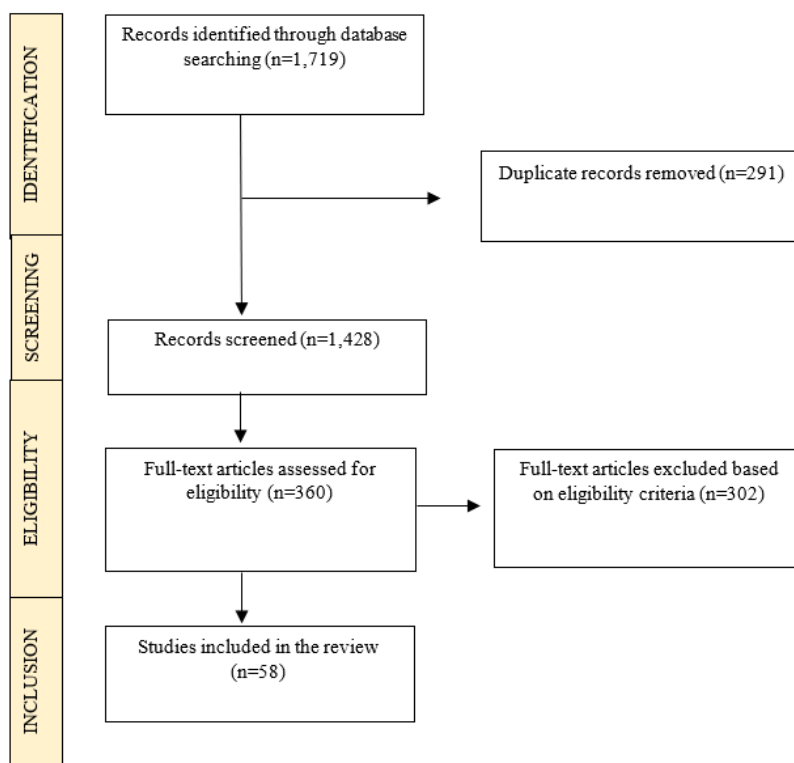 IDENTIFICATION
Records identified through database
searching (n=1,719)
Duplicate records removed (n=291)
SCREENING
Records screened (n=1,428)
ELIGIBILITY
Full-text articles assessed for
eligibility (n=360)
Full-text articles excluded based
on eligibility criteria (n=302)
INCLUSION
Studies included in the review
(n=58)